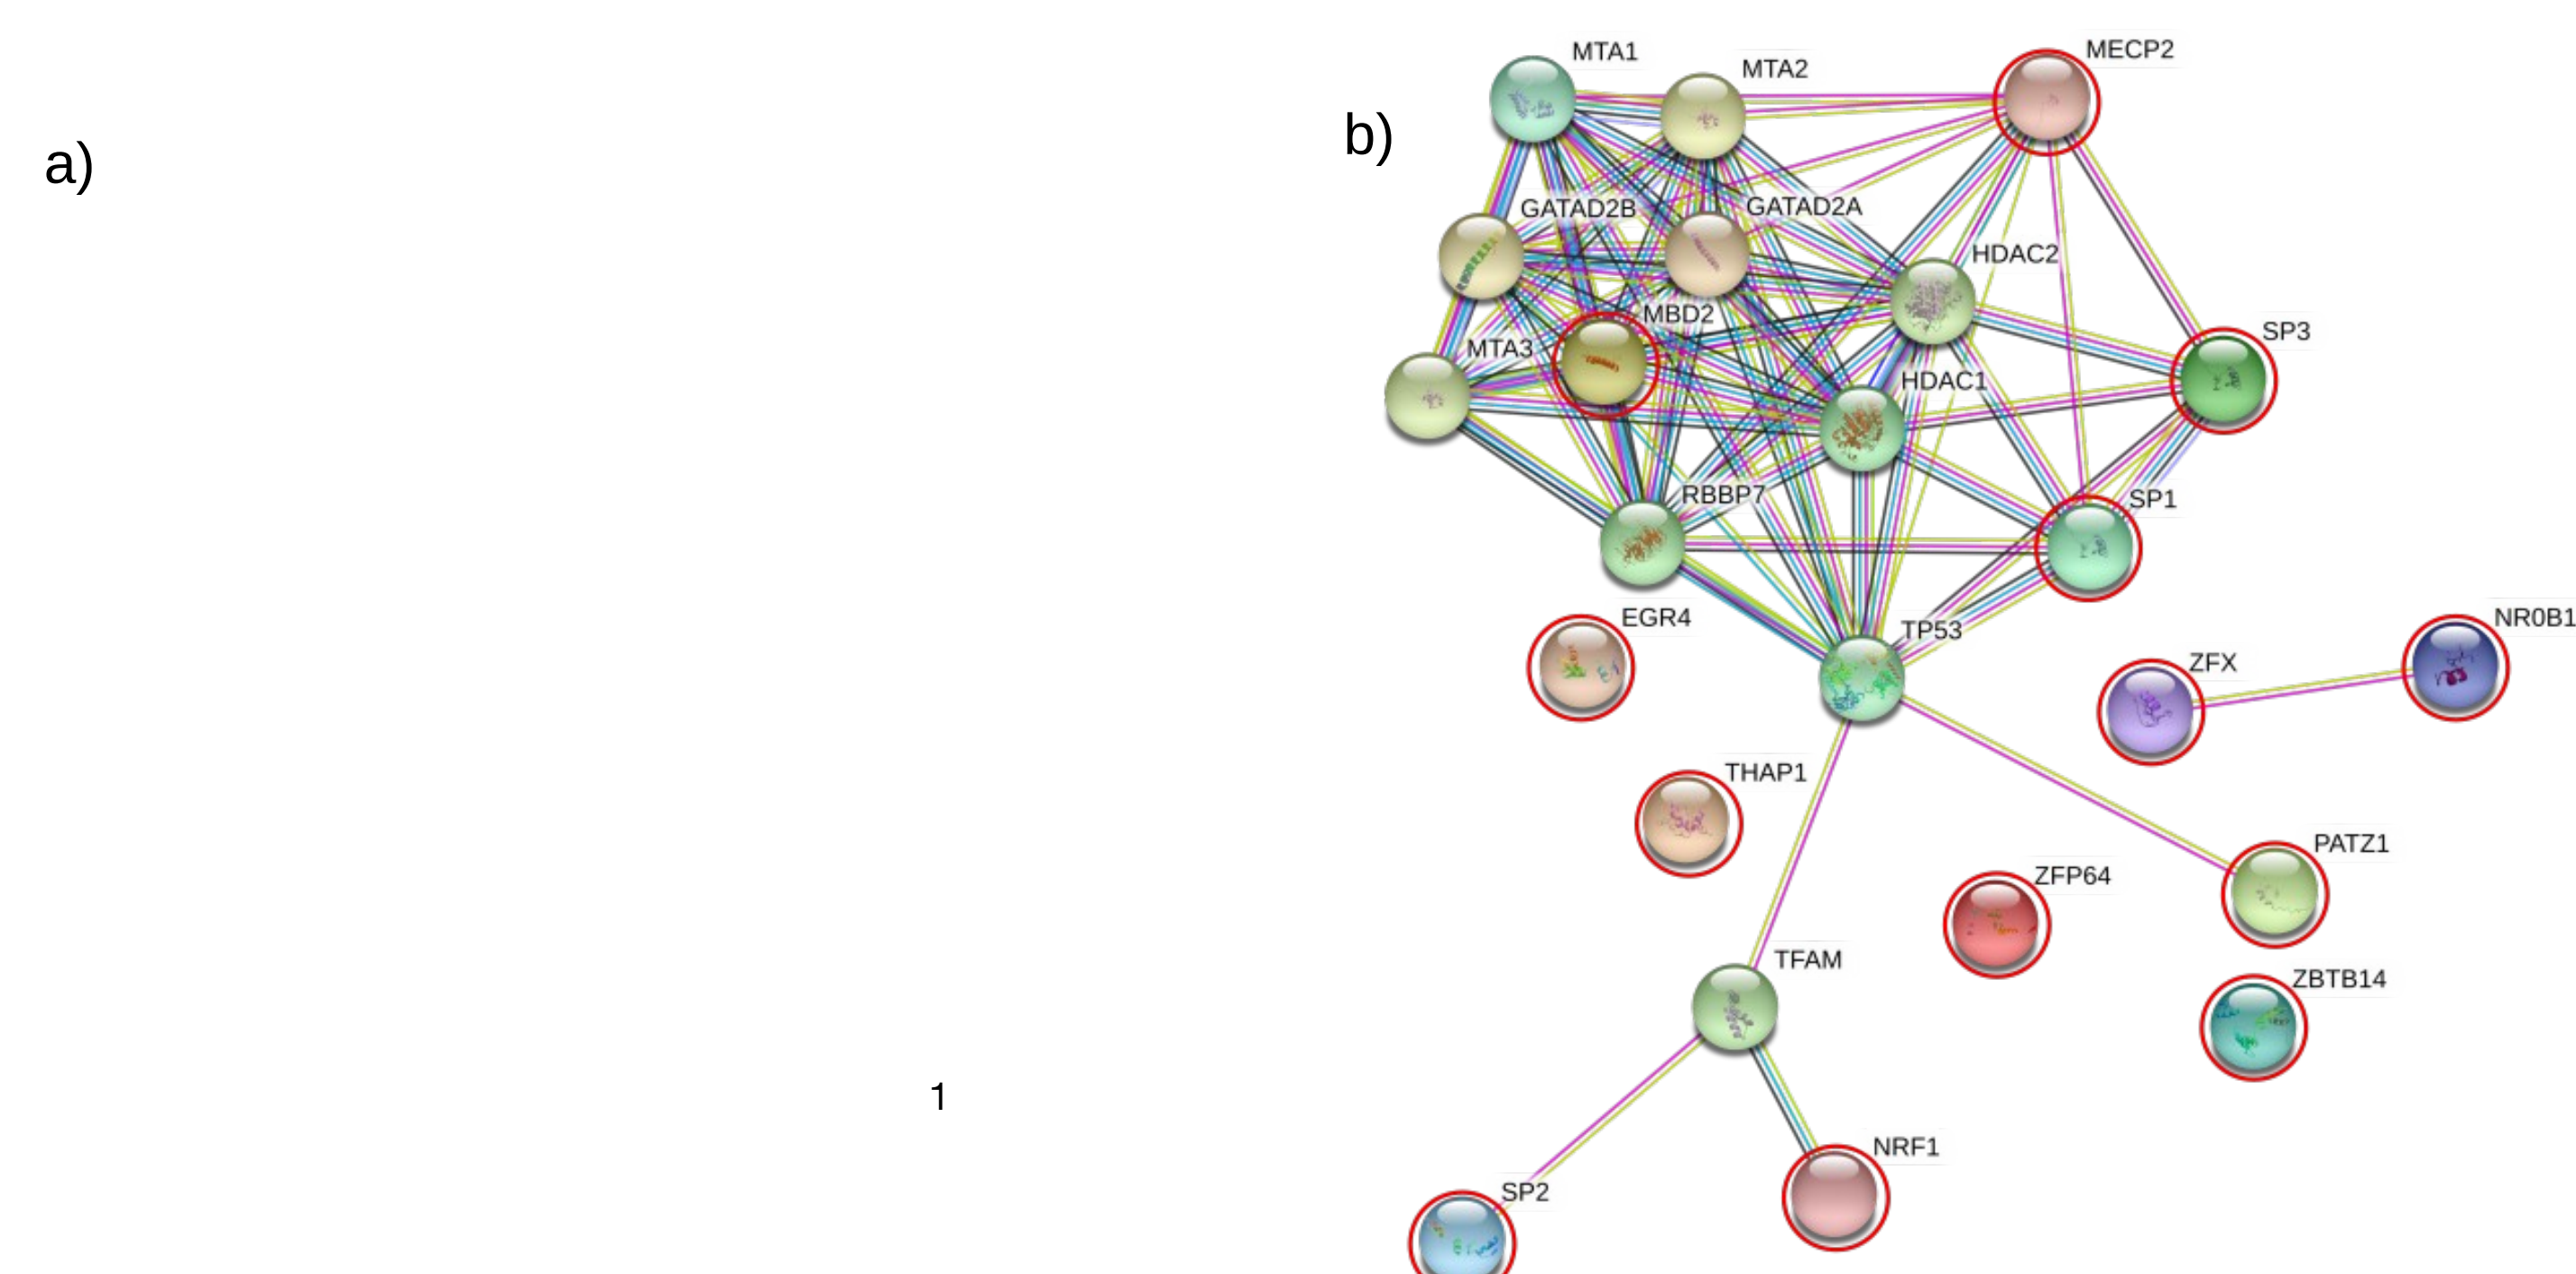 a)
1
b)
MTA1
MTA2
MECP2
GATAD2B
GATAD2A
HDAC2
MBD2
SP3
MTA3
HDAC1
RBBP7
SP1
EGR4
TP53
NR0B1
ZFX
THAP1
PATZ1
ZFP64
TFAM
ZBTB14
NRF1
SP2